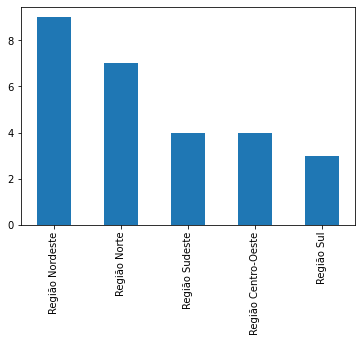 8
6
4
2
0
Região Nordeste
Região Norte
Região Sudeste
Região Centro-Oeste
Região Sul